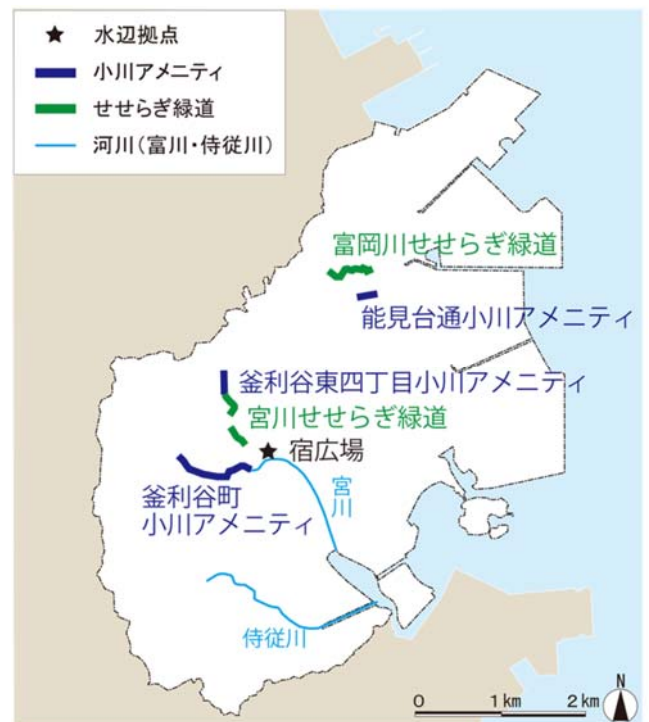 水辺拠点
小川アメニティ
せせらぎ緑道
河川（富川・侍従川）
富岡川せせらぎ緑道
能見台通小川アメニティ
釜利谷東四丁目小川アメニティ
宮川せせらぎ緑道
宿広場
釜利谷町
小川アメニティ
宮川
侍従川
0 1km 2km
N